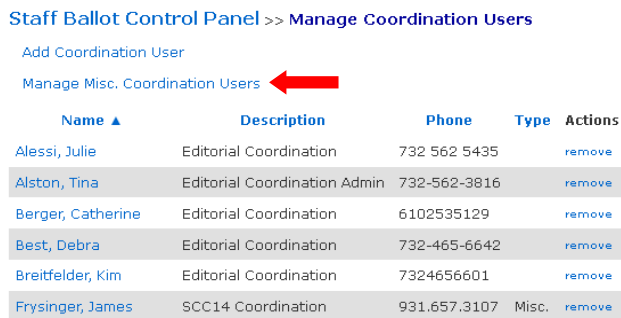 Staff Ballot Control Panel >> Manage Coordination Users
Add Coordination User
Manage Misc. Coordination Users
Name ▲ Description Phone Type Actions
Alessi, Julie Editorial Coordination 732 562 5435 remove
Alston, Tina Editorial Coordination Admin 732-562-3816 remove
Berger, Catherine Editorial Coordination 6102535129 remove
Best, Debra Editorial Coordination 732-465-6642 remove
Breitfelder, Kim Editorial Coordination 7324656601 remove
Frysinger, James SCC14 Coordination 931.657.3107 Misc. remove